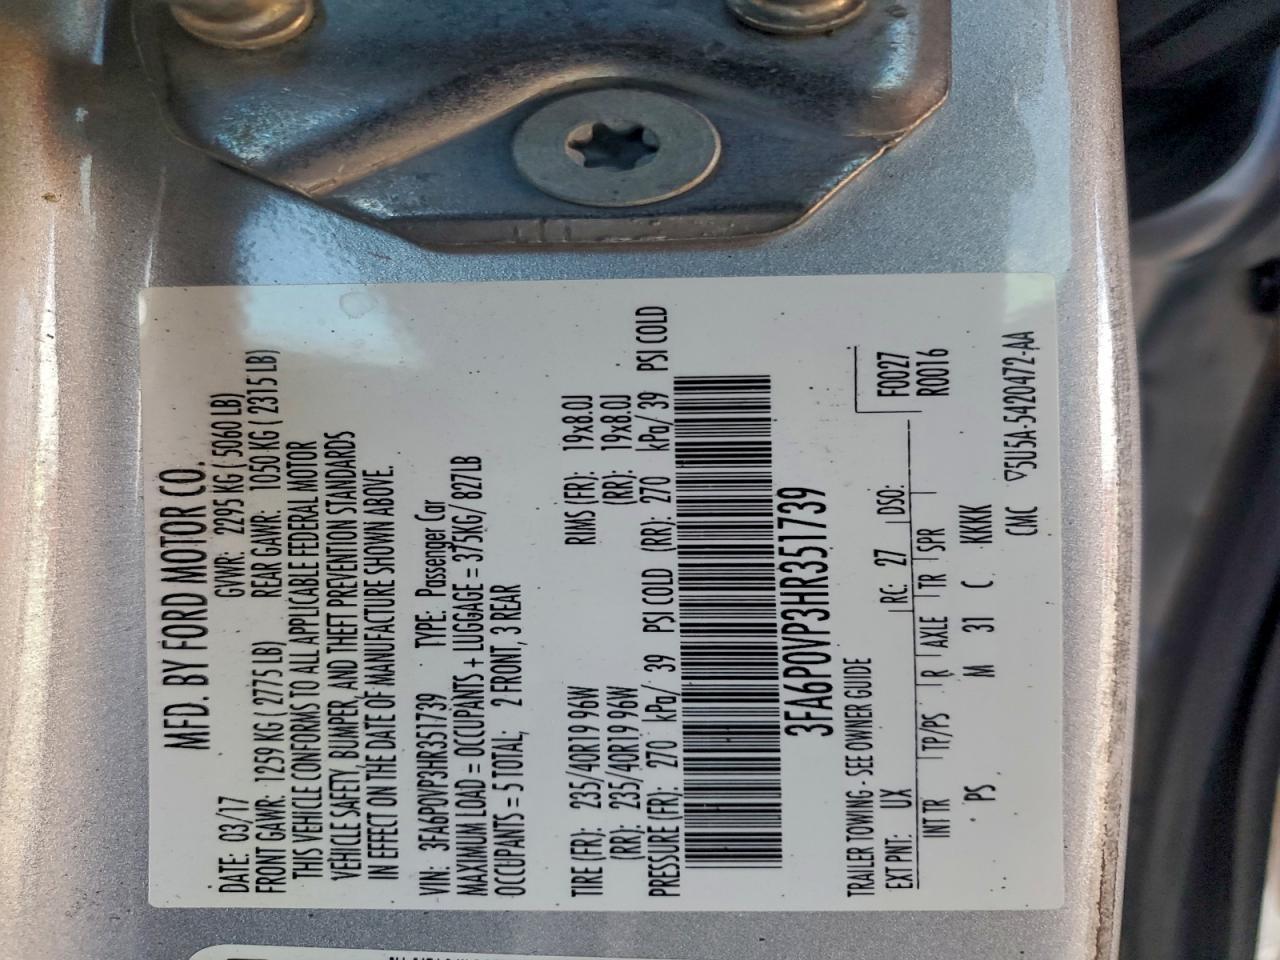 MFD. BY FORD MOTOR CO.
DATE: 03/17 GVWR: 2295 KG ( 5060 LB)
FRONT GAWR: 1259 KG / 2775 LB) REAR GAWR: 1050 KG ( 2315 LB)
THIS VEHICLE CONFORMS TO ALL APPLICABLE FEDERAL MOTOR
VEHICLE SAFETY, BUMPER, AND THEFT PREVENTION STANDARDS
IN EFFECT ON THE DATE OF MANUFACTURE SHOWN ABOVE.
VIN: 3FA6P0VP3HR351739 TYPE: Passenger Car
MAXIMUM LOAD = OCCUPANTS + LUGGAGE = 375KG/ 827LB
OCCUPANTS = 5 TOTAL, 2 FRONT, 3 REAR
TIRE (FR): 235/40R19 96W RIMS (FR): 19x8.0J
(RR): 235/40R19 96W (RR): 19x8.0J
PRESSURE (FR): 270 kPa/ 39 PSI COLD (RR): 270 kPa/ 39 PSI COLD
3FA6P0VP3HR351739
TRAILER TOWING - SEE OWNER GUIDE
F0027
EXT PNT: UX RC: 27 DSO:
R0016
INT TR TP/PS R AXLE TR SPR
PS M 31 C KKKK
CMC 5U5A-5420472-AA